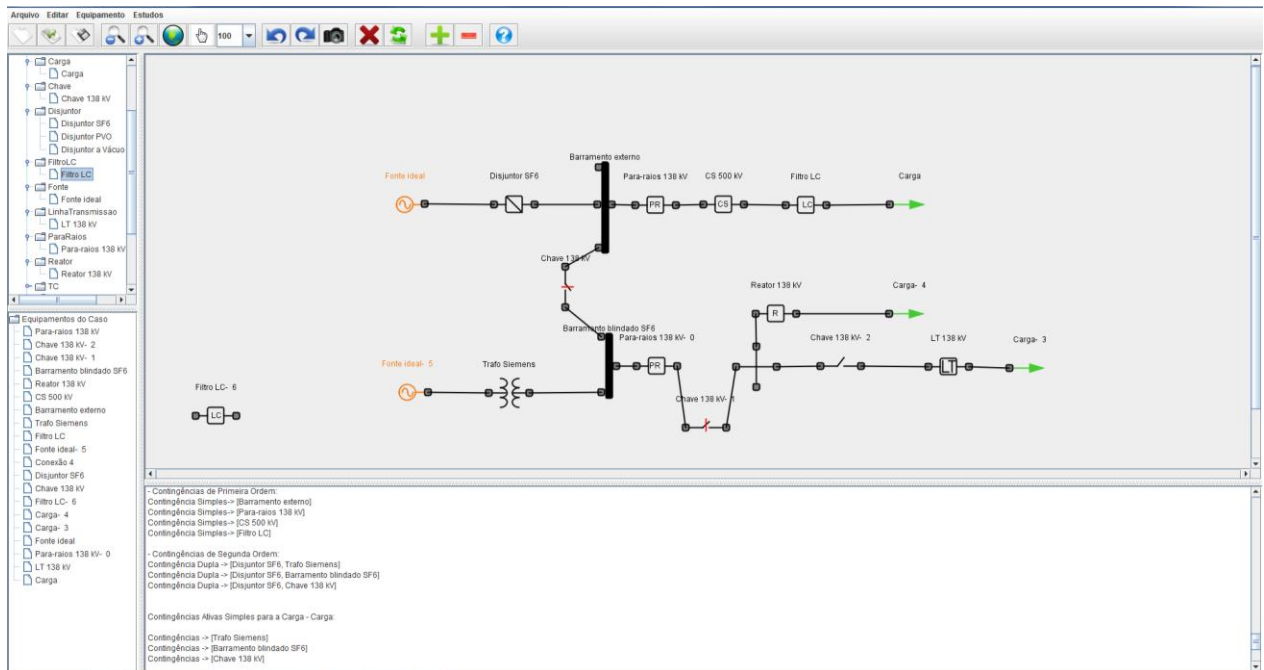 Arquivo Editar Equipamento Estudos
100
Carga
Carga
Chave
Chave 138 kV
Disjuntor
Disjuntor SF6
Disjuntor PVO
Disjuntor a Vácuo
FiltroLC
Filtro LC
Fonte
Fonte ideal
LinhaTransmissao
LT 138 kV
ParaRaios
Para-raios 138 kV
Reator
Reator 138 kV
TC
Equipamentos do Caso
Para-raios 138 kV
Chave 138 kV- 2
Chave 138 kV- 1
Barramento blindado SF6
Reator 138 kV
CS 500 kV
Barramento externo
Trafo Siemens
Filtro LC
Fonte ideal- 5
Conexão 4
Disjuntor SF6
Chave 138 kV
Filtro LC- 6
Carga- 4
Carga- 3
Fonte ideal
Para-raios 138 kV- 0
LT 138 kV
Carga
Barramento externo
Fonte ideal
Disjuntor SF6
Para-raios 138 kV
CS 500 kV
Filtro LC
Carga
PR
CS
LC
Chave 138 kV
Reator 138 kV
Carga- 4
R
Barramento blindado SF6
Para-raios 138 kV- 0
Chave 138 kV- 2
LT 138 kV
Carga- 3
Fonte ideal- 5
Trafo Siemens
PR
LT
Filtro LC- 6
LC
Chave 138 kV- 1
- Contingências de Primeira Ordem:
Contingência Simples-> [Barramento externo]
Contingência Simples-> [Para-raios 138 kV]
Contingência Simples-> [CS 500 kV]
Contingência Simples-> [Filtro LC]
- Contingências de Segunda Ordem:
Contingência Dupla -> [Disjuntor SF6, Trafo Siemens]
Contingência Dupla -> [Disjuntor SF6, Barramento blindado SF6]
Contingência Dupla -> [Disjuntor SF6, Chave 138 kV]
Contingências Ativas Simples para a Carga - Carga:
Contingências -> [Trafo Siemens]
Contingências -> [Barramento blindado SF6]
Contingências -> [Chave 138 kV]